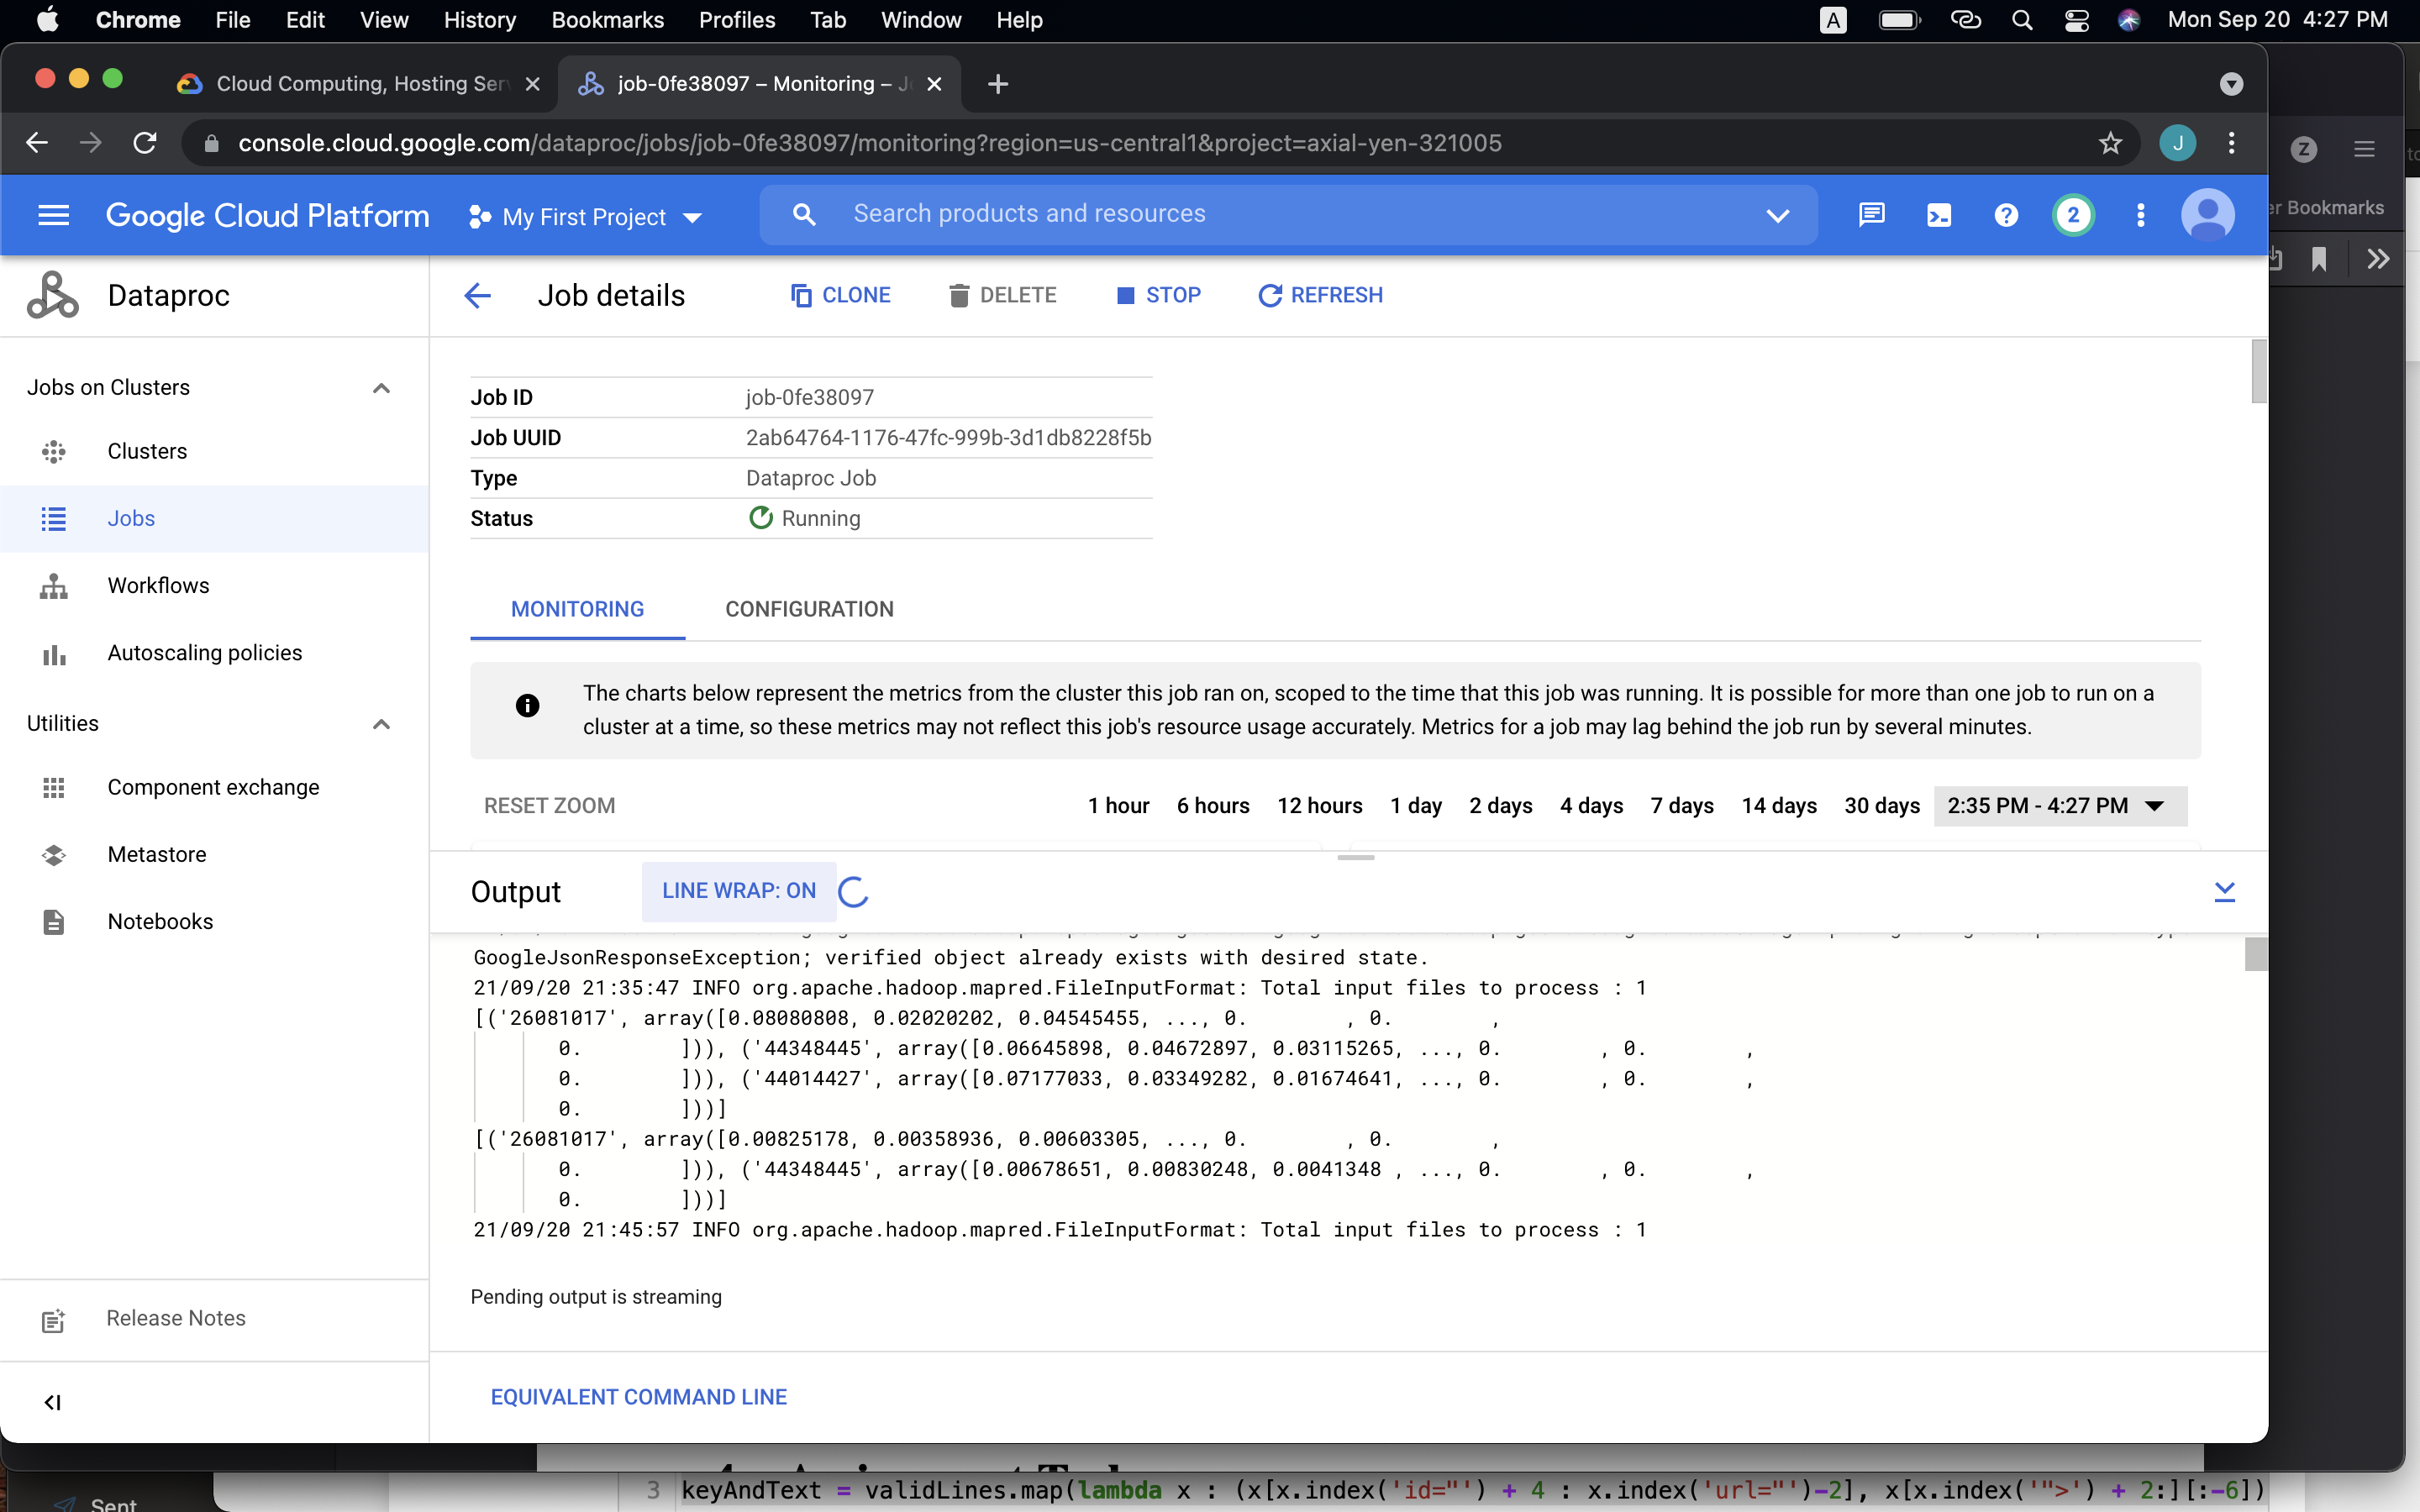 Chrome File Edit View History Bookmarks Profiles Tab Window Help A Mon Sep 20 4:27 PM
Cloud Computing, Hosting Ser
job-0fe38097 – Monitoring – J
console.cloud.google.com/dataproc/jobs/job-0fe38097/monitoring?region=us-central1&project=axial-yen-321005
J
Z
Google Cloud Platform My First Project Search products and resources 2
er Bookmarks
Dataproc
Job details CLONE DELETE STOP REFRESH
Jobs on Clusters
Clusters
Jobs
Workflows
Autoscaling policies
Utilities
Component exchange
Metastore
Notebooks
Release Notes
Job ID job-0fe38097
Job UUID 2ab64764-1176-47fc-999b-3d1db8228f5b
Type Dataproc Job
Status Running
MONITORING CONFIGURATION
The charts below represent the metrics from the cluster this job ran on, scoped to the time that this job was running. It is possible for more than one job to run on a
cluster at a time, so these metrics may not reflect this job's resource usage accurately. Metrics for a job may lag behind the job run by several minutes.
RESET ZOOM 1 hour 6 hours 12 hours 1 day 2 days 4 days 7 days 14 days 30 days 2:35 PM - 4:27 PM
Output LINE WRAP: ON
GoogleJsonResponseException; verified object already exists with desired state.
21/09/20 21:35:47 INFO org.apache.hadoop.mapred.FileInputFormat: Total input files to process : 1
[('26081017', array([0.08080808, 0.02020202, 0.04545455, ..., 0. , 0. ,
0. ])), ('44348445', array([0.06645898, 0.04672897, 0.03115265, ..., 0. , 0. ,
0. ])), ('44014427', array([0.07177033, 0.03349282, 0.01674641, ..., 0. , 0. ,
0. ]))]
[('26081017', array([0.00825178, 0.00358936, 0.00603305, ..., 0. , 0. ,
0. ])), ('44348445', array([0.00678651, 0.00830248, 0.0041348 , ..., 0. , 0. ,
0. ]))]
21/09/20 21:45:57 INFO org.apache.hadoop.mapred.FileInputFormat: Total input files to process : 1
Pending output is streaming
EQUIVALENT COMMAND LINE
3 keyAndText = validLines.map(lambda x : (x[x.index('id="') + 4 : x.index('url="')-2], x[x.index('">') + 2:][:-6])
Sent